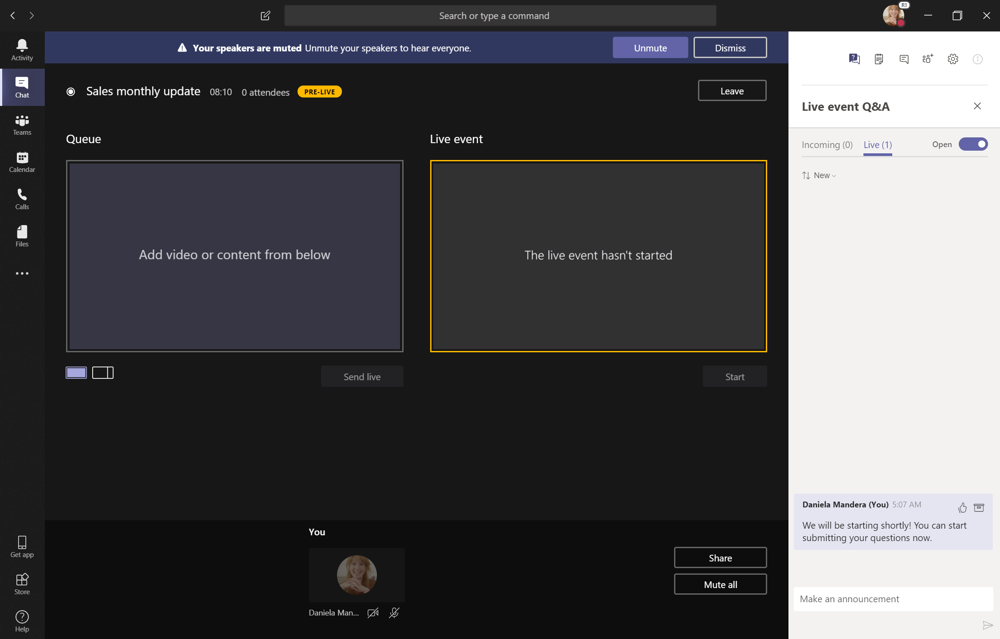 Search or type a command
R1
Activity
Chat
Teams
Calendar
Calls
Files
Get app
Store
Help
Your speakers are muted Unmute your speakers to hear everyone.
Unmute
Dismiss
Sales monthly update 08:10 0 attendees PRE-LIVE
Leave
Queue
Live event
Add video or content from below
The live event hasn't started
Send live
Start
You
Daniela Man...
Share
Mute all
Live event Q&A
Incoming (0) Live (1) Open
New
Daniela Mandera (You) 5:07 AM
We will be starting shortly! You can start
submitting your questions now.
Make an announcement